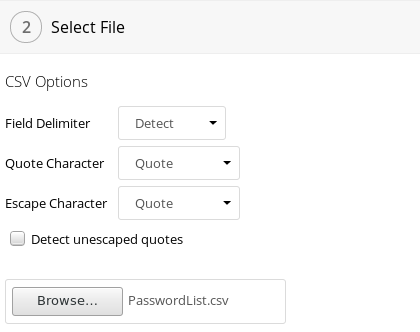 2 Select File
CSV Options
Field Delimiter Detect
Quote Character Quote
Escape Character Quote
Detect unescaped quotes
Browse... PasswordList.csv